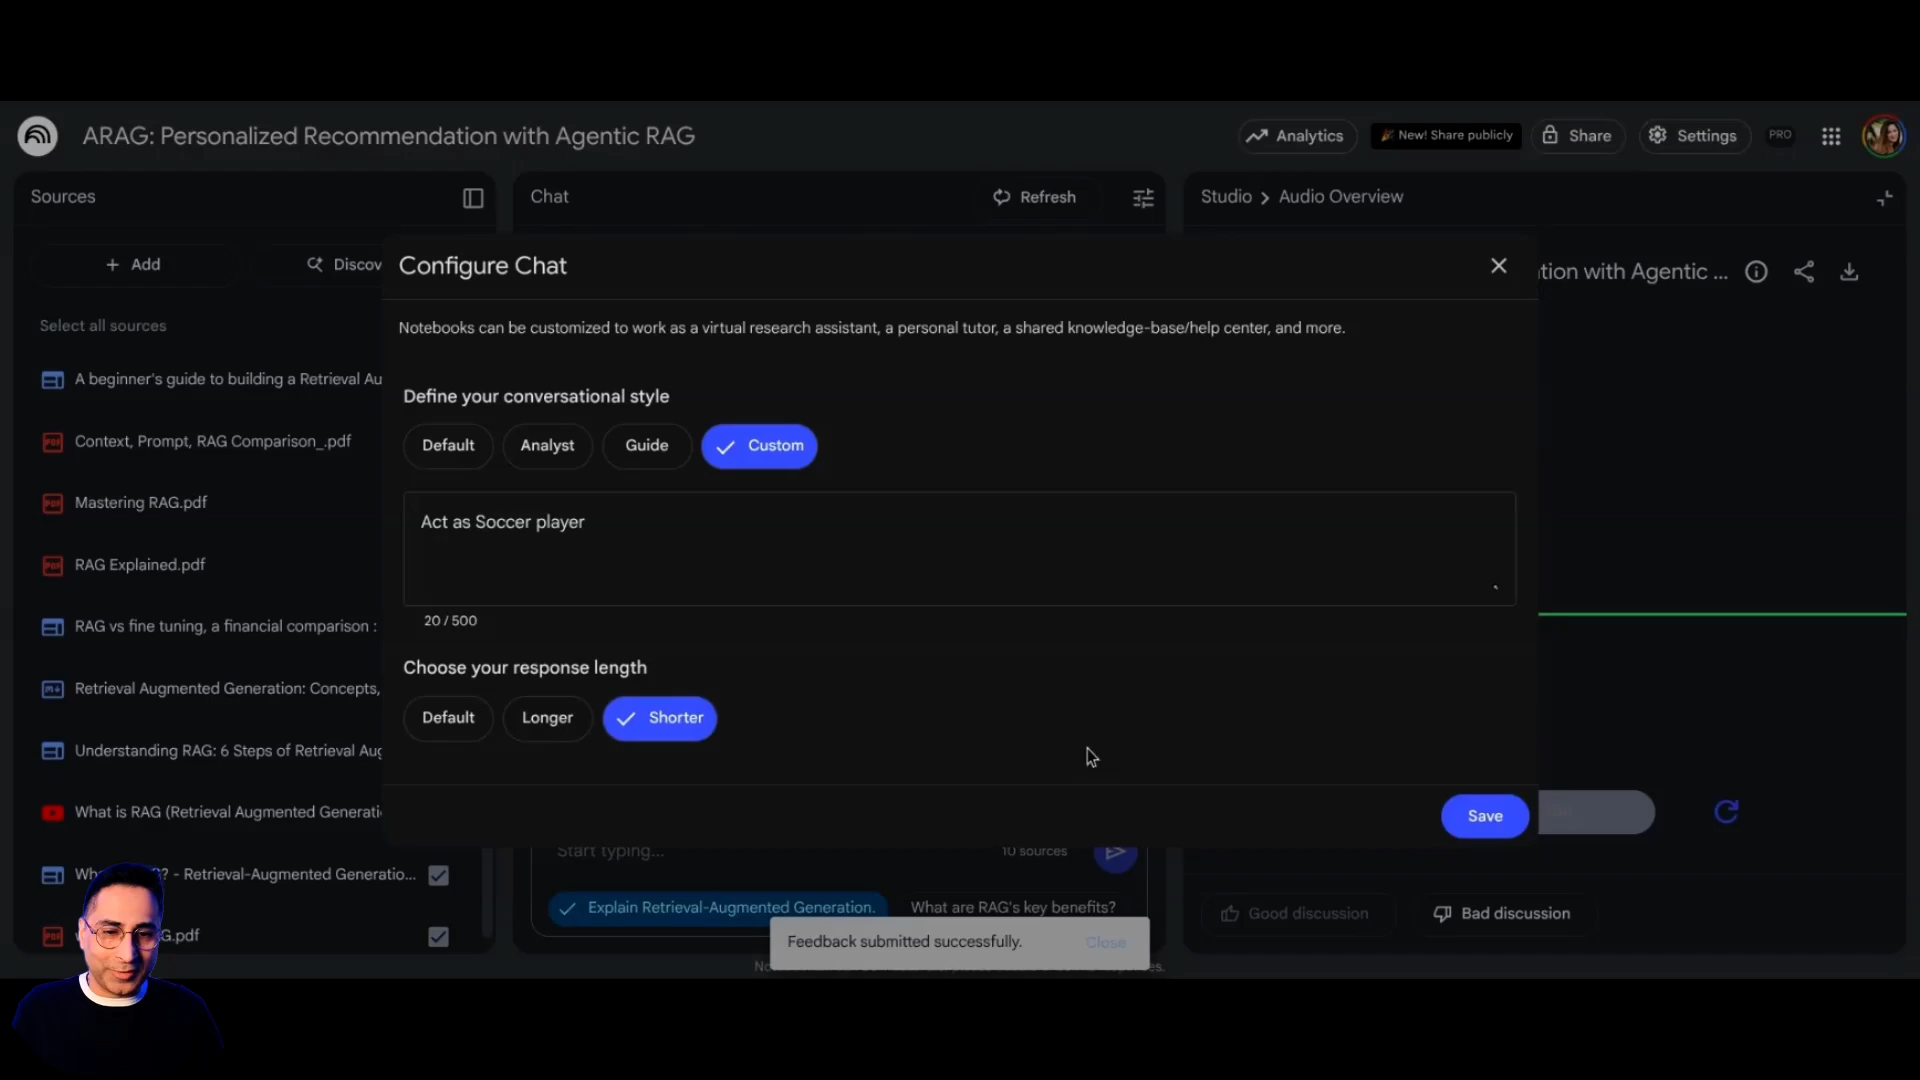 ARAG: Personalized Recommendation with Agentic RAG
Analytics
New! Share publicly
Share
Settings
PRO
Sources
Chat
Refresh
Studio > Audio Overview
+ Add
Discov
Configure Chat
tion with Agentic ...
Select all sources
Notebooks can be customized to work as a virtual research assistant, a personal tutor, a shared knowledge-base/help center, and more.
A beginner's guide to building a Retrieval Au
Define your conversational style
Context, Prompt, RAG Comparison_.pdf
Default
Analyst
Guide
Custom
Mastering RAG.pdf
Act as Soccer player
RAG Explained.pdf
20 / 500
RAG vs fine tuning, a financial comparison :
Choose your response length
Retrieval Augmented Generation: Concepts,
Default
Longer
Shorter
Understanding RAG: 6 Steps of Retrieval Aug
What is RAG (Retrieval Augmented Generati
Save
Start typing...
10 sources
? - Retrieval-Augmented Generatio...
Explain Retrieval-Augmented Generation.
What are RAG's key benefits?
Good discussion
Bad discussion
G.pdf
Feedback submitted successfully.
Close